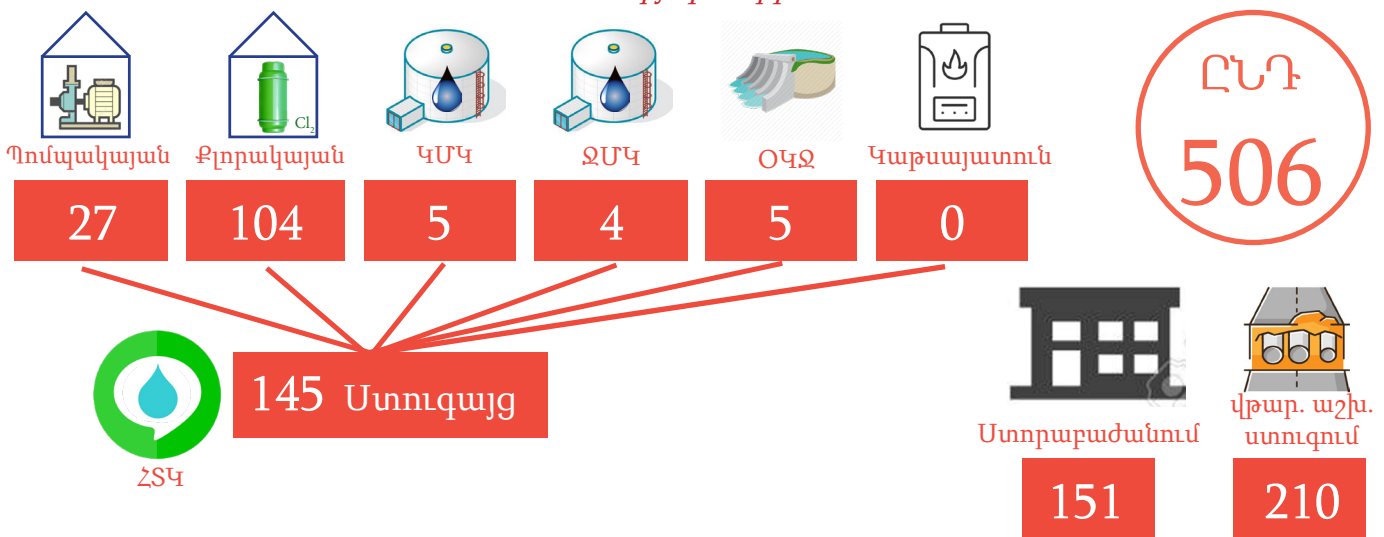 Պոմպակայան
Քլորակայան
ԿՄԿ
ՋՄԿ
ՕԿՋ
Կաթսայատուն
Cl2
27
104
5
4
5
0
ԸՆԴ
506
145 Ստուգայց
ՀՏԿ
Ստորաբաժանում
151
վթար. աշխ.
ստուգում
210